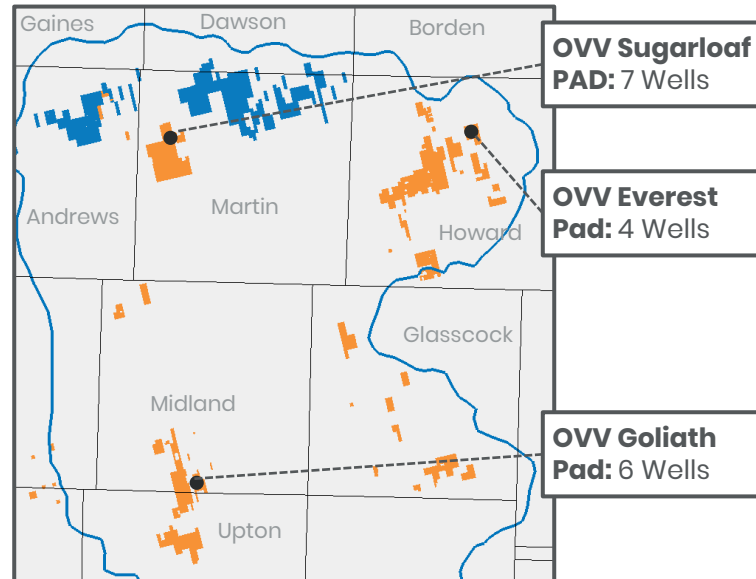 Gaines
Dawson
Borden
OVV Sugarloaf
PAD: 7 Wells
OVV Everest
Pad: 4 Wells
Andrews
Martin
Howard
Glasscock
Midland
OVV Goliath
Pad: 6 Wells
Upton